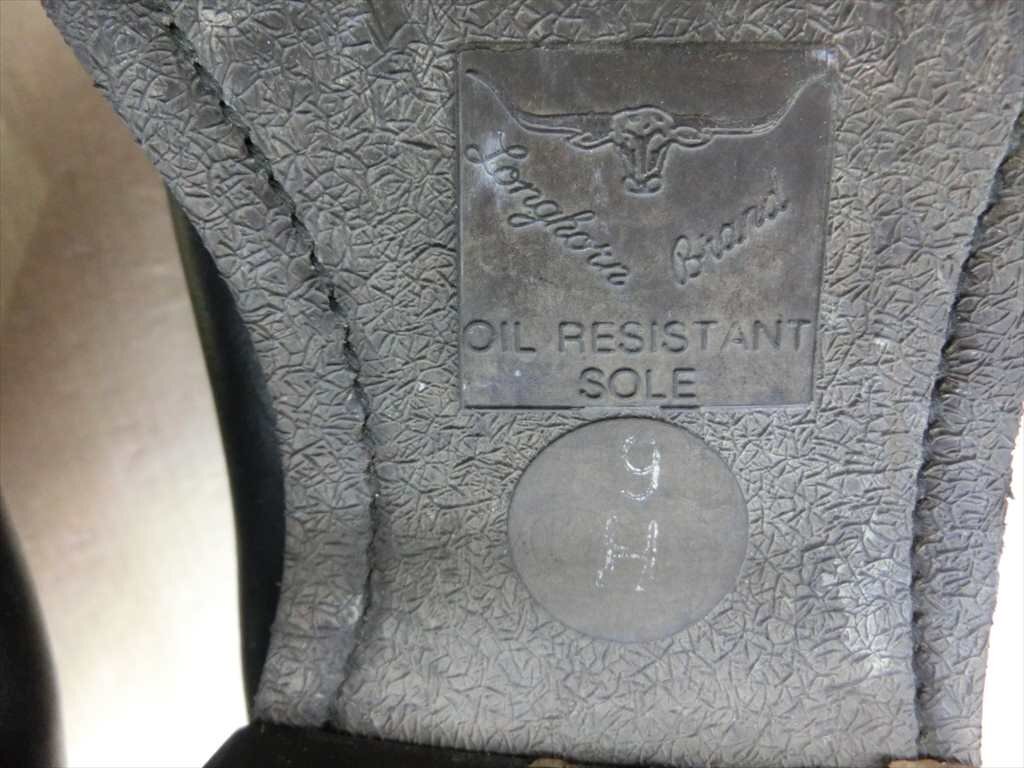 Longhorn Brand
OIL RESISTANT
SOLE
9
H